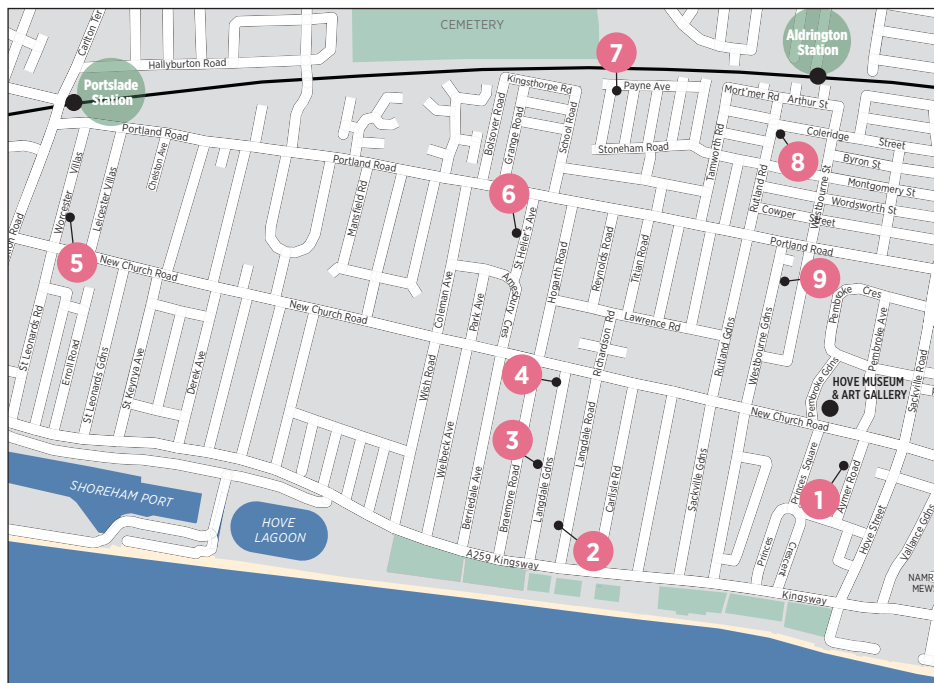 CEMETERY
Carlton Ter
Hallyburton Road
Aldrington
Station
7
Portslade
Station
Kingsthorpe Rd
Payne Ave
Mort'mer Rd
Arthur St
Portland Road
Bolsover Road
Grange Road
School Road
Stoneham Road
Tamworth Rd
Coleridge Street
Byron St
Montgomery St
Wordsworth St
Cowper Street
Westbourne St
Rutland Rd
8
Chelston Ave
Portland Road
Mansfield Rd
6
Worcester Villas
Leicester Villas
St Helier's Ave
Hogarth Road
Reynolds Road
Titian Road
Portland Road
5
9
New Church Road
Coleman Ave
Park Ave
Amesbury Cres
Lawrence Rd
Pembroke Cres
Pembroke Ave
New Church Road
Richardson Rd
Rutland Gdns
Westbourne Gdns
St Leonards Rd
Erroll Road
St Leonards Gdns
St Keynya Ave
Derek Ave
Wish Road
4
Pembroke Gdns
HOVE MUSEUM
& ART GALLERY
Sackville Road
New Church Road
3
Welbeck Ave
Berriedale Ave
Braemore Road
Langdale Gdns
Langdale Road
Carlisle Rd
Sackville Gdns
Princes Square
Aymer Road
1
Hove Street
Vallance Gdns
SHOREHAM PORT
HOVE
LAGOON
2
A259 Kingsway
Princes Crescent
Kingsway
MEWS